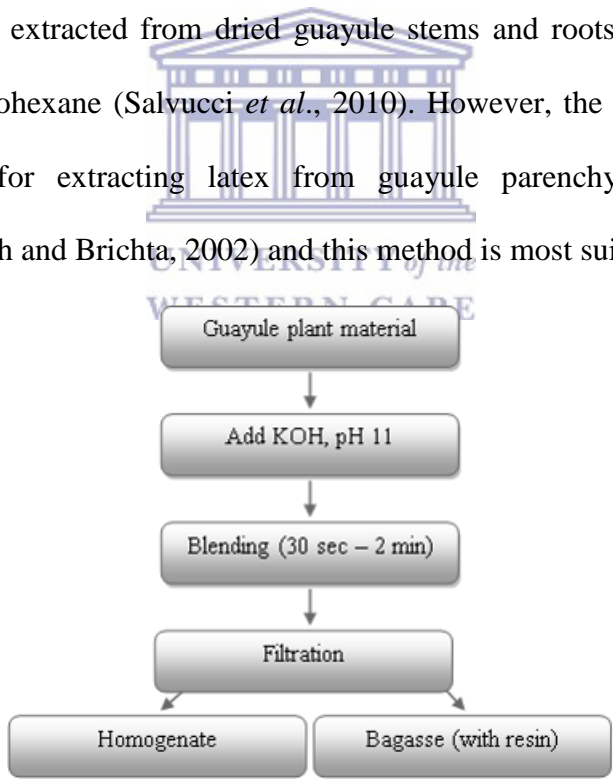 extracted from dried guayule stems and roots
ohexane (Salvucci et al., 2010). However, the
for extracting latex from guayule parenchy
h and Brichta, 2002) and this method is most sui
UNIVERSITY of the
WESTERN CAPE
Guayule plant material
Add KOH, pH 11
Blending (30 sec – 2 min)
Filtration
Homogenate
Bagasse (with resin)